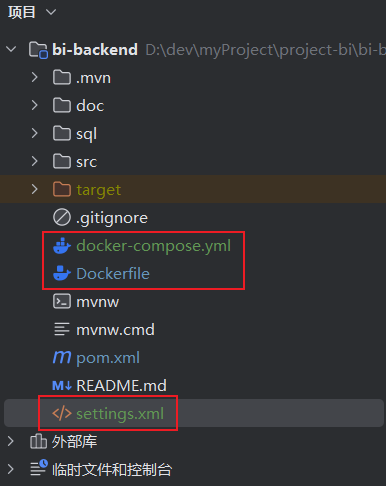 项目
bi-backend D:\dev\myProject\project-bi\bi-b
.mvn
doc
sql
src
target
.gitignore
docker-compose.yml
Dockerfile
mvnw
mvnw.cmd
pom.xml
README.md
settings.xml
外部库
临时文件和控制台